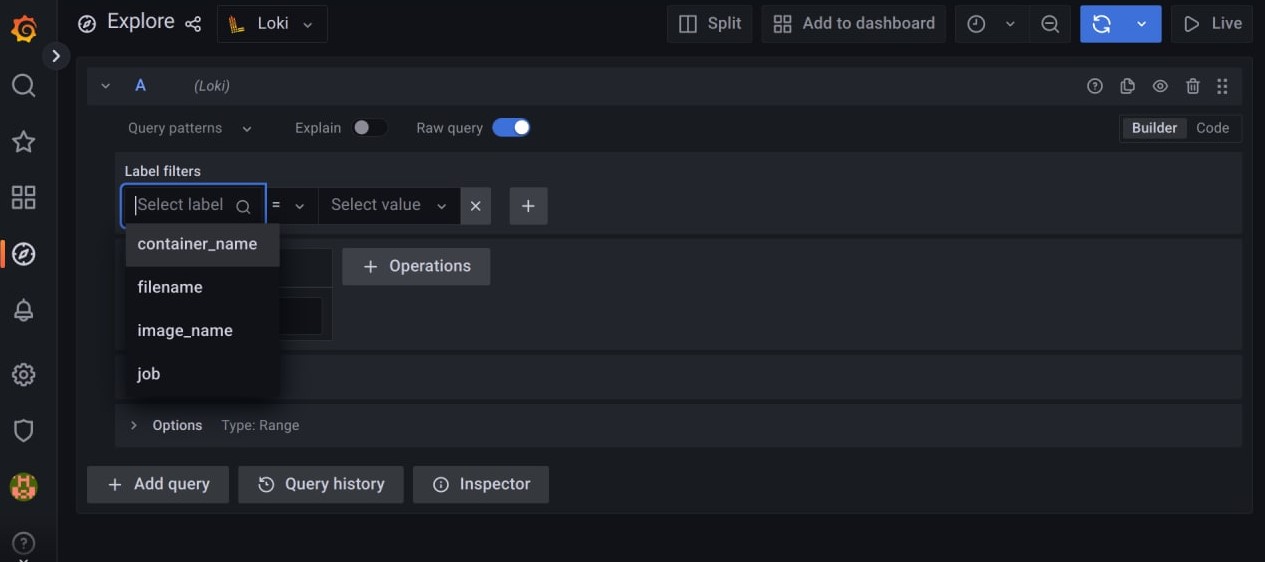 Explore Loki Split Add to dashboard Live
A (Loki)
Query patterns Explain Raw query Builder Code
Label filters
Select label = Select value
container_name
+ Operations
filename
image_name
job
Options Type: Range
+ Add query Query history Inspector